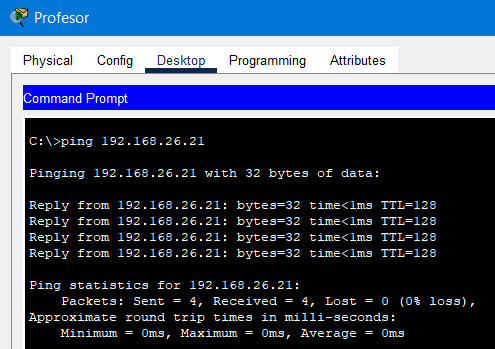 Profesor
Physical Config Desktop Programming Attributes
Command Prompt
C:\>ping 192.168.26.21
Pinging 192.168.26.21 with 32 bytes of data:
Reply from 192.168.26.21: bytes=32 time<1ms TTL=128
Reply from 192.168.26.21: bytes=32 time<1ms TTL=128
Reply from 192.168.26.21: bytes=32 time<1ms TTL=128
Reply from 192.168.26.21: bytes=32 time<1ms TTL=128
Ping statistics for 192.168.26.21:
    Packets: Sent = 4, Received = 4, Lost = 0 (0% loss),
Approximate round trip times in milli-seconds:
    Minimum = 0ms, Maximum = 0ms, Average = 0ms